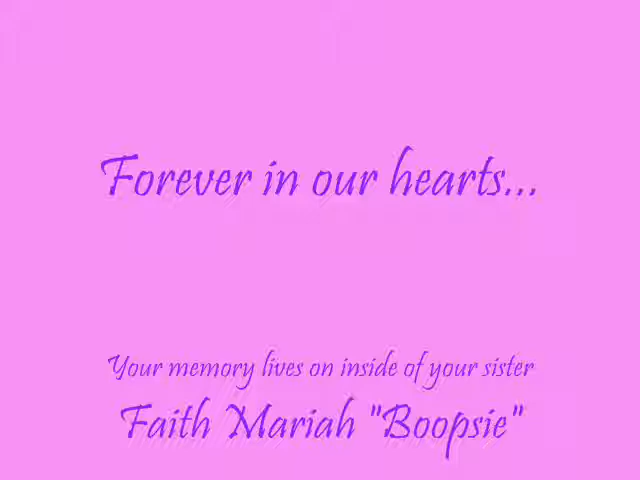 Forever in our hearts...
Your memory lives on inside of your sister
Faith Mariah "Boopsie"